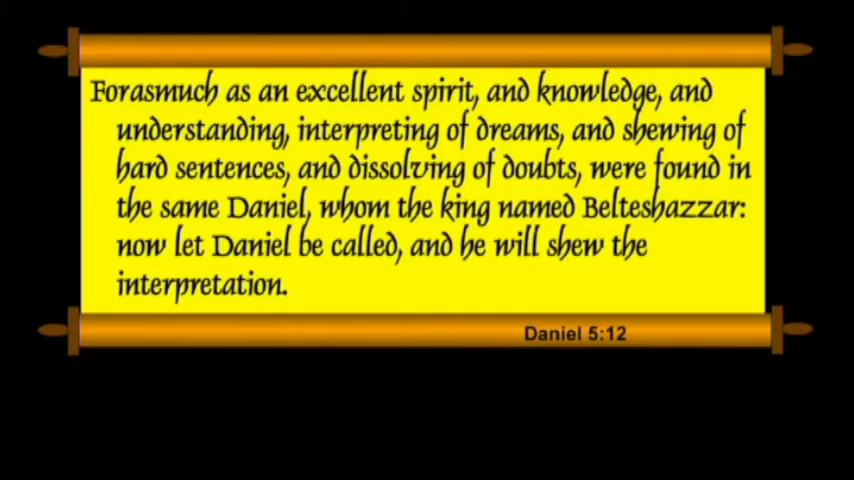 Forasmuch as an excellent spirit, and knowledge, and
understanding, interpreting of dreams, and shewing of
hard sentences, and dissolving of doubts, were found in
the same Daniel, whom the king named Belteshazzar:
now let Daniel be called, and he will shew the
interpretation.
Daniel 5:12